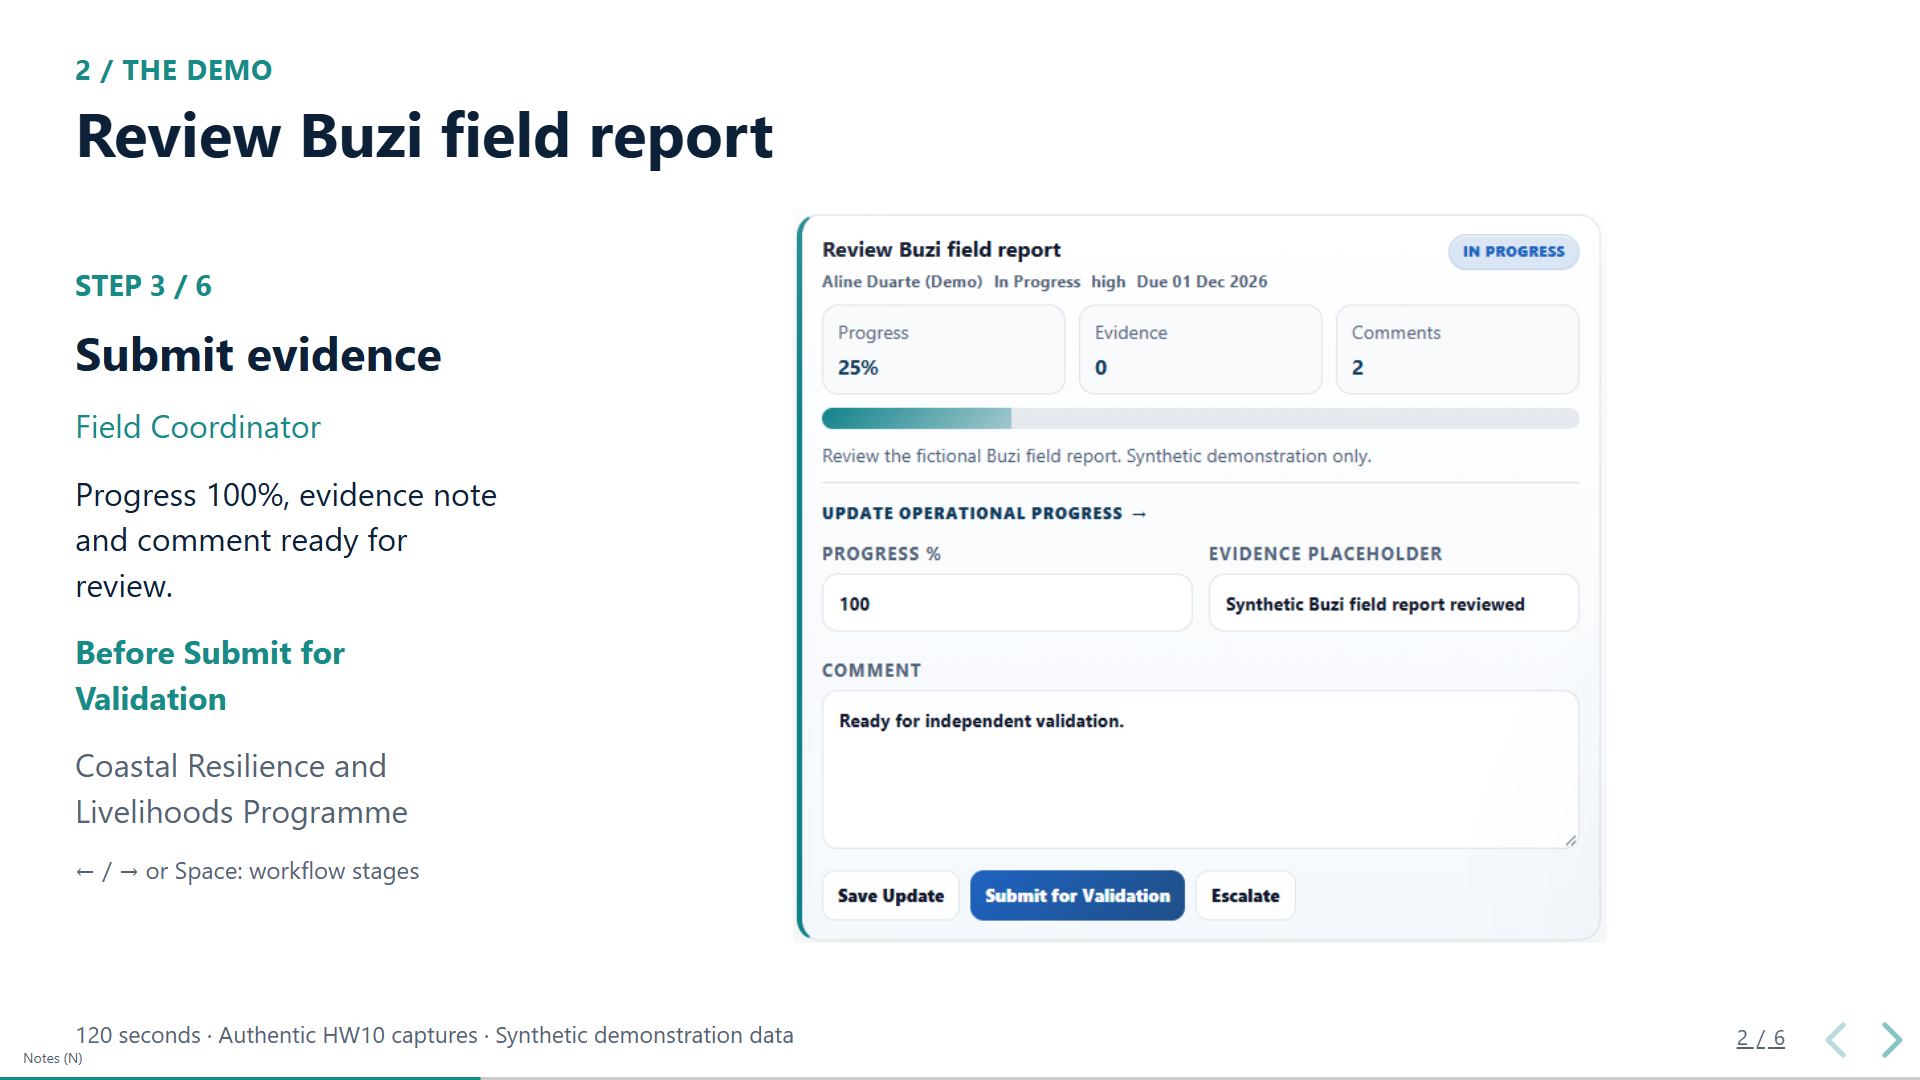 2 / THE DEMO
Review Buzi field report
STEP 3 / 6
Submit evidence
Field Coordinator
Progress 100%, evidence note
and comment ready for
review.
Before Submit for
Validation
Coastal Resilience and
Livelihoods Programme
← / → or Space: workflow stages
Review Buzi field report
IN PROGRESS
Aline Duarte (Demo) In Progress high Due 01 Dec 2026
Progress
25%
Evidence
0
Comments
2
Review the fictional Buzi field report. Synthetic demonstration only.
UPDATE OPERATIONAL PROGRESS →
PROGRESS %
EVIDENCE PLACEHOLDER
100
Synthetic Buzi field report reviewed
COMMENT
Ready for independent validation.
Save Update
Submit for Validation
Escalate
120 seconds · Authentic HW10 captures · Synthetic demonstration data
Notes (N)
2 / 6